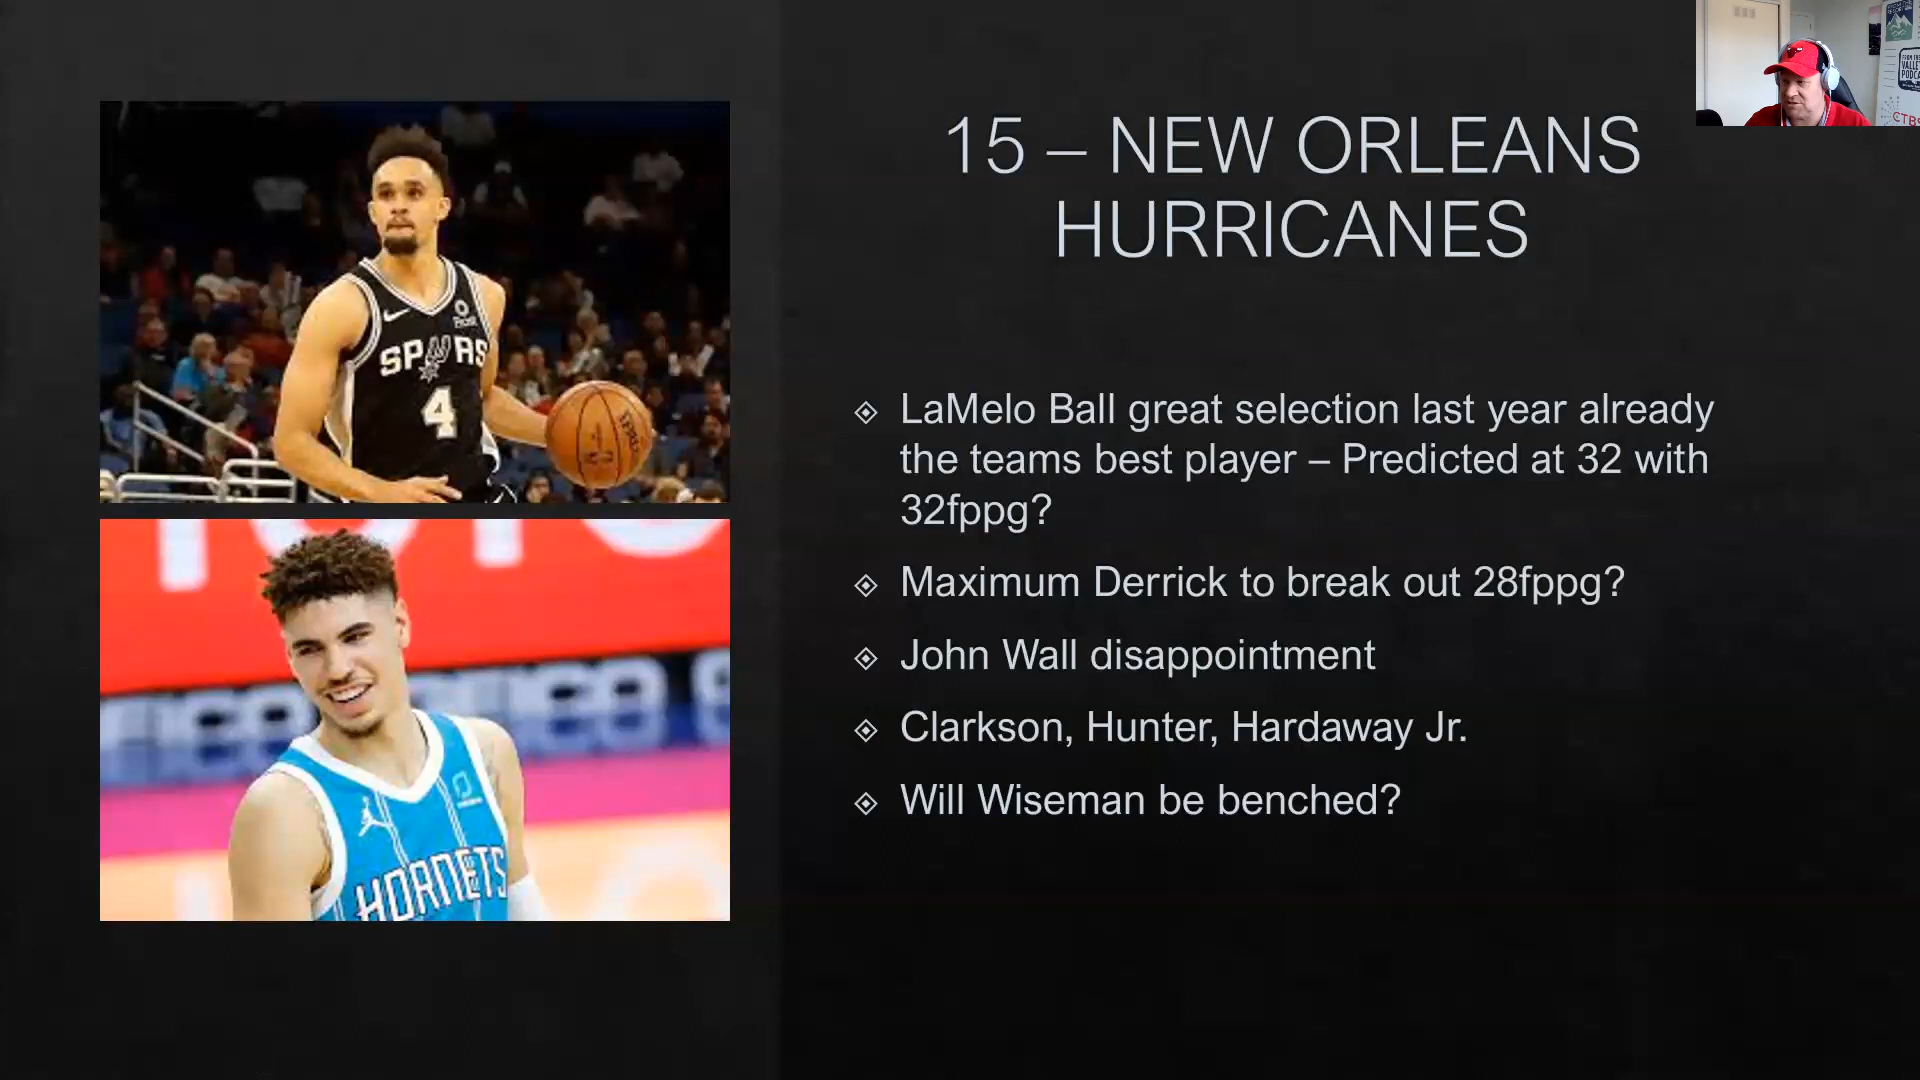 15 – NEW ORLEANS
HURRICANES
LaMelo Ball great selection last year already
the teams best player – Predicted at 32 with
32fppg?
Maximum Derrick to break out 28fppg?
John Wall disappointment
Clarkson, Hunter, Hardaway Jr.
Will Wiseman be benched?
SPURS
4
HORNETS